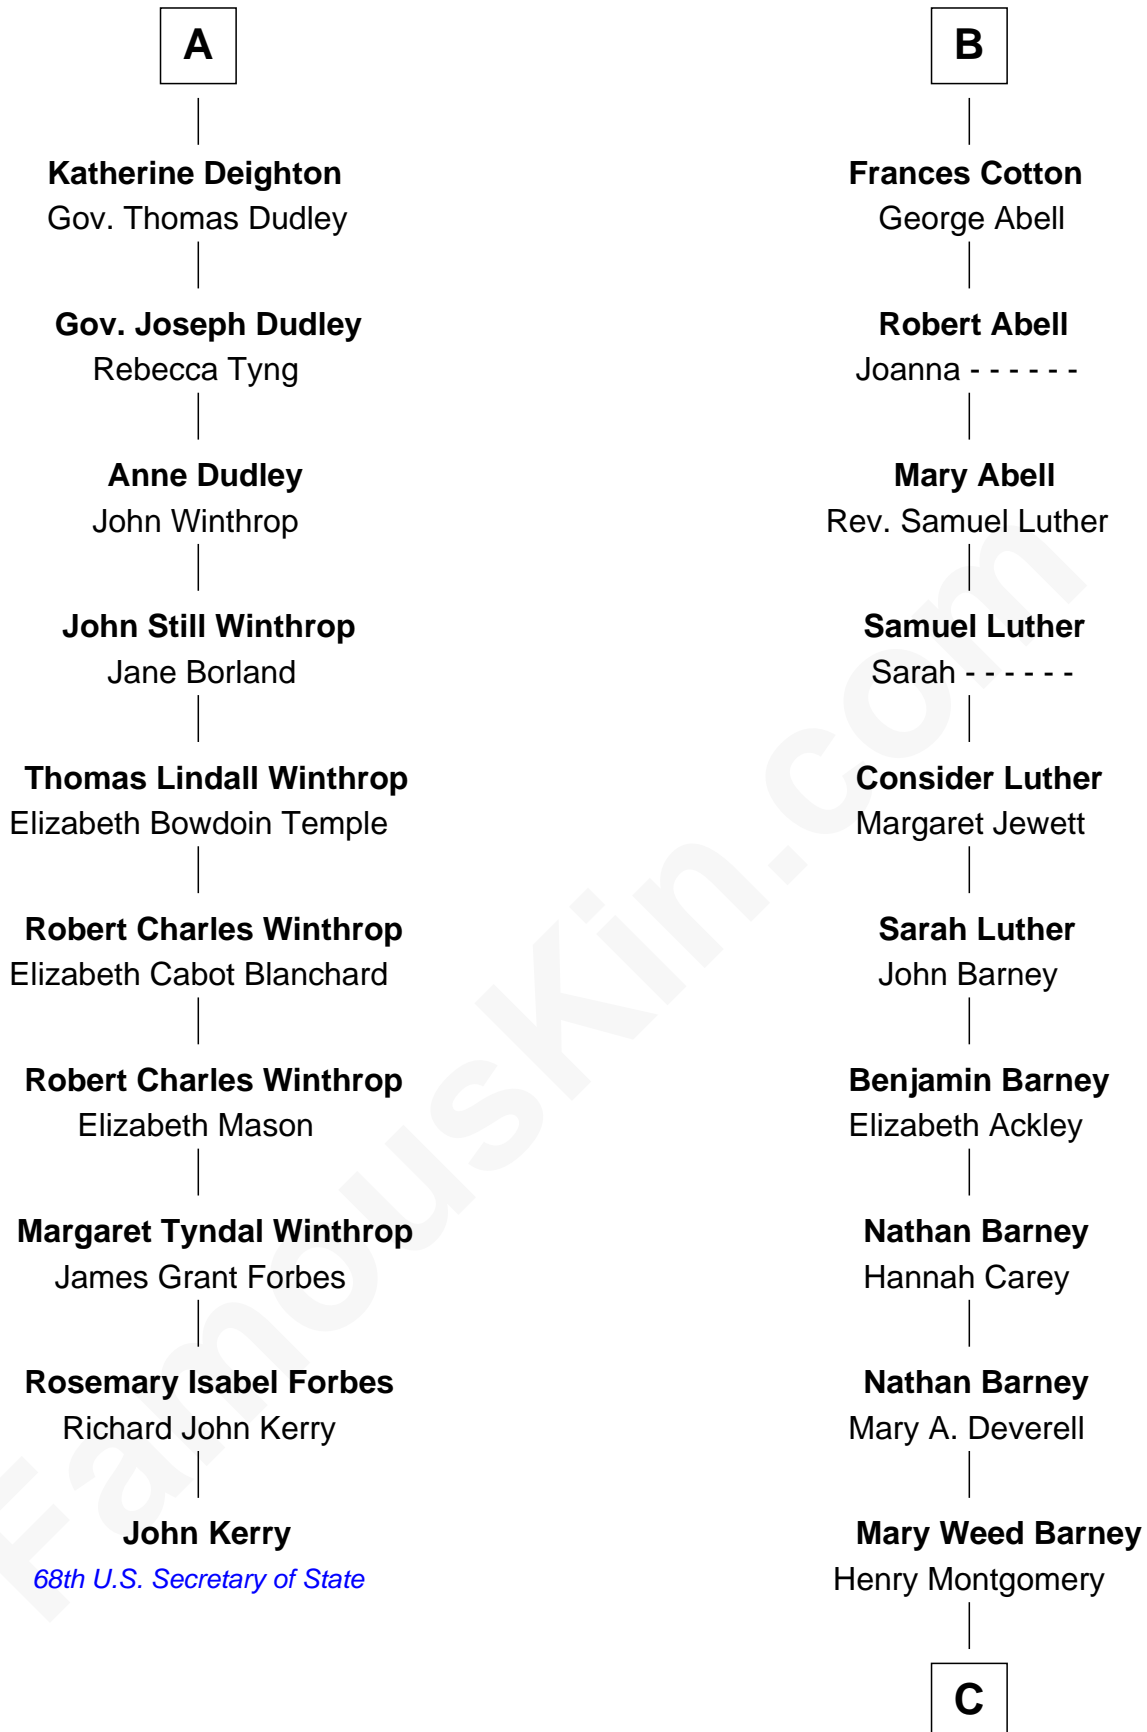 A
Katherine Deighton
Gov. Thomas Dudley
Gov. Joseph Dudley
Rebecca Tyng
Anne Dudley
John Winthrop
John Still Winthrop
Jane Borland
Thomas Lindall Winthrop
Elizabeth Bowdoin Temple
Robert Charles Winthrop
Elizabeth Cabot Blanchard
Robert Charles Winthrop
Elizabeth Mason
Margaret Tyndal Winthrop
James Grant Forbes
Rosemary Isabel Forbes
Richard John Kerry
John Kerry
68th U.S. Secretary of State
B
Frances Cotton
George Abell
Robert Abell
Joanna - - - - - -
Mary Abell
Rev. Samuel Luther
Samuel Luther
Sarah - - - - - -
Consider Luther
Margaret Jewett
Sarah Luther
John Barney
Benjamin Barney
Elizabeth Ackley
Nathan Barney
Hannah Carey
Nathan Barney
Mary A. Deverell
Mary Weed Barney
Henry Montgomery
C
FamousKin.com